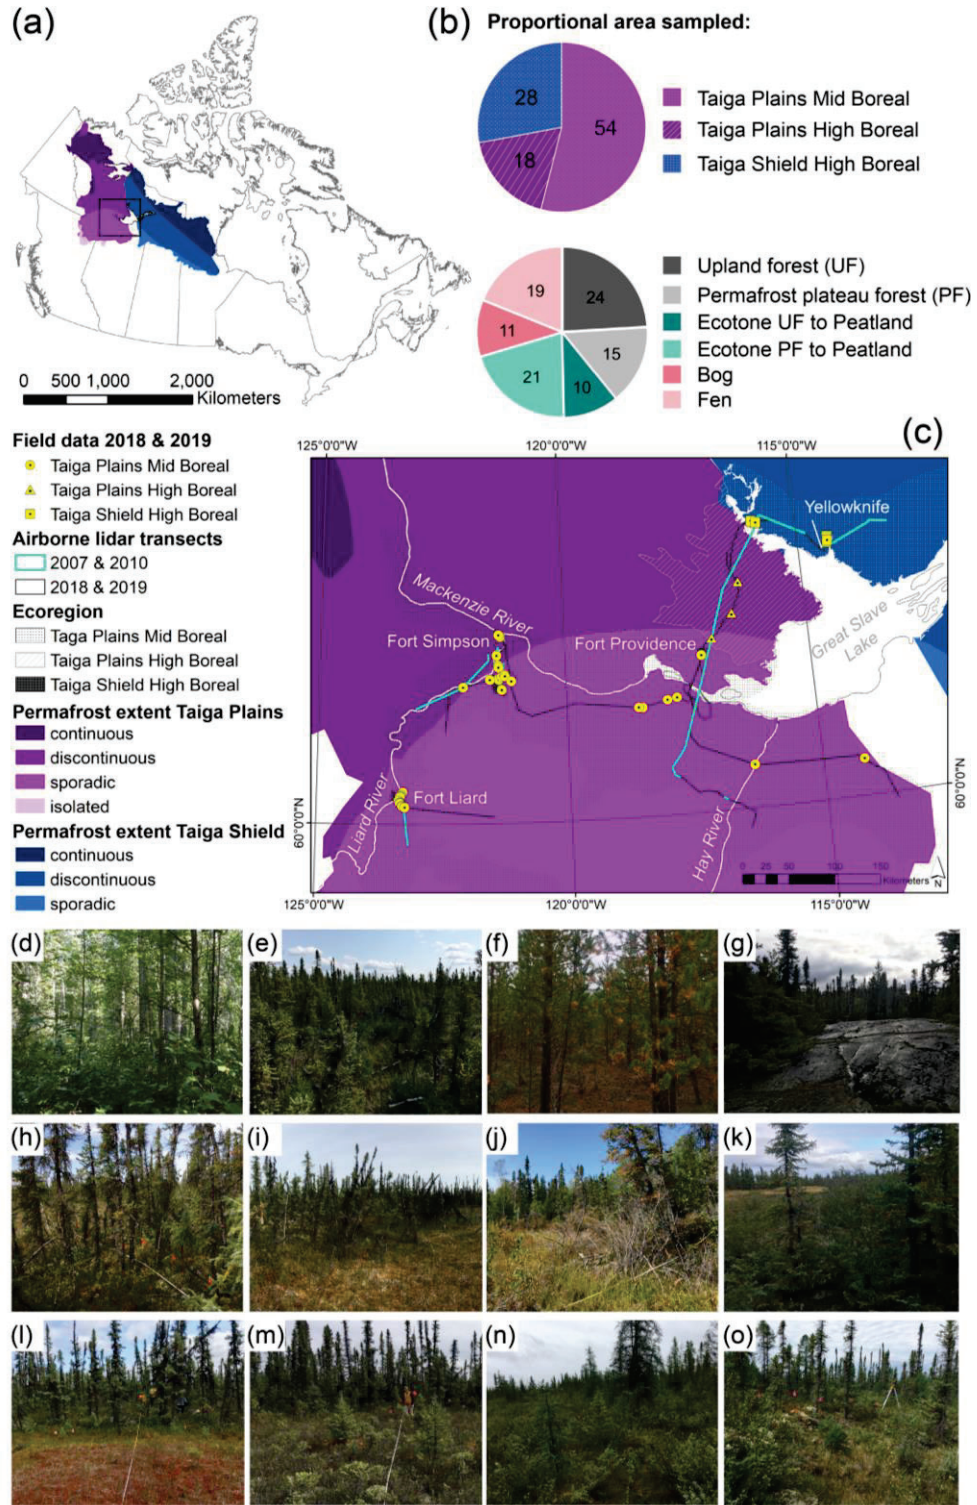 (a)
(b) Proportional area sampled:
28
54
18
Taiga Plains Mid Boreal
Taiga Plains High Boreal
Taiga Shield High Boreal
19
24
11
15
21
10
Upland forest (UF)
Permafrost plateau forest (PF)
Ecotone UF to Peatland
Ecotone PF to Peatland
Bog
Fen
0 500 1,000 2,000
Kilometers
Field data 2018 & 2019
Taiga Plains Mid Boreal
Taiga Plains High Boreal
Taiga Shield High Boreal
Airborne lidar transects
2007 & 2010
2018 & 2019
Ecoregion
Taga Plains Mid Boreal
Taiga Plains High Boreal
Taiga Shield High Boreal
Permafrost extent Taiga Plains
continuous
discontinuous
sporadic
isolated
Permafrost extent Taiga Shield
continuous
discontinuous
sporadic
(c)
125°0'0"W 120°0'0"W 115°0'0"W
Yellowknife
Mackenzie River
Fort Simpson
Fort Providence
Great Slave
Lake
Liard River
Fort Liard
Hay River
60°0'0"N
60°0'0"N
0 25 50 100 150
Kilometers
N
125°0'0"W 120°0'0"W 115°0'0"W
(d) (e) (f) (g)
(h) (i) (j) (k)
(l) (m) (n) (o)